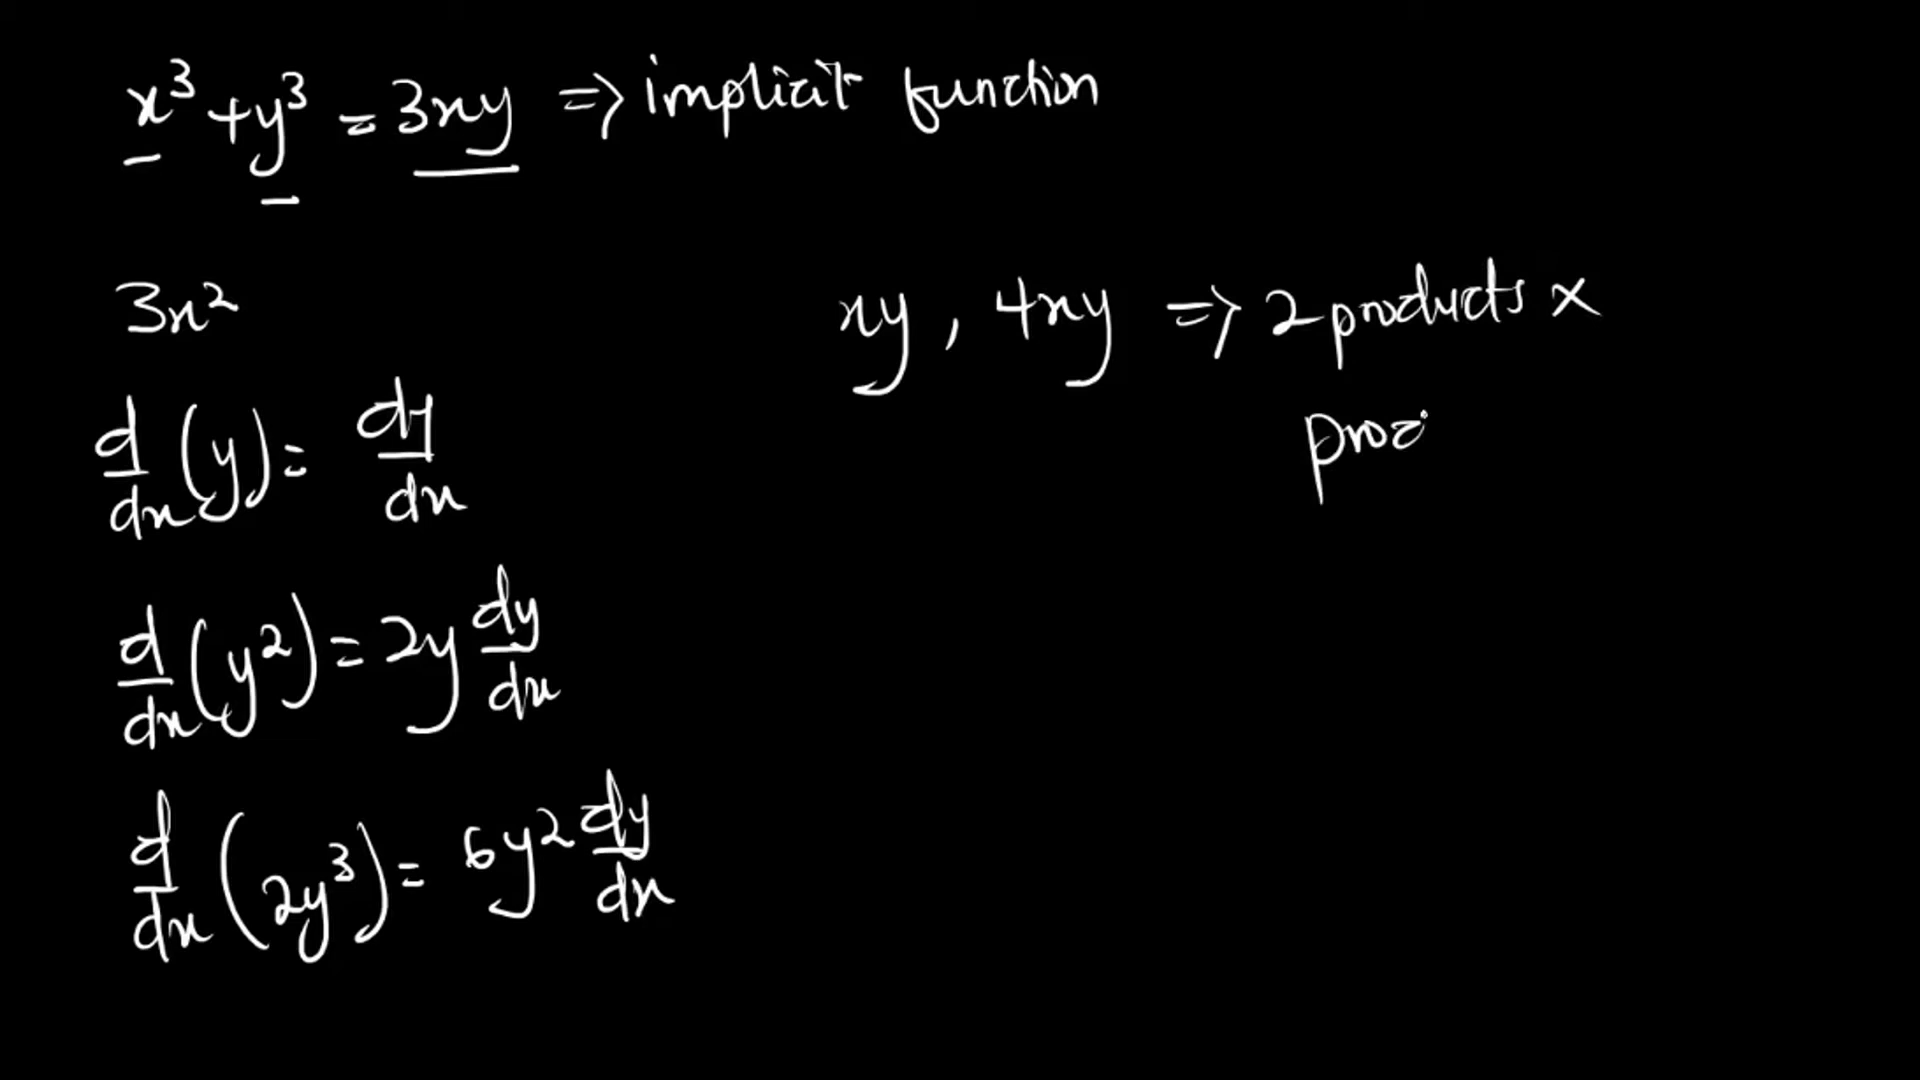 x³ + y³ = 3xy => implicit function
3x²
xy, 4xy => 2 products x
d/dx (y) = dy/dx
d/dx (y²) = 2y dy/dx
d/dx (2y³) = 6y² dy/dx